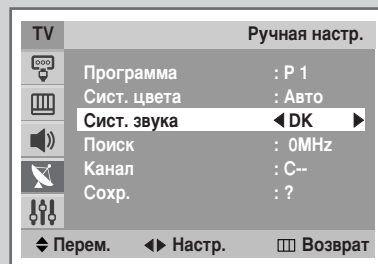 TV Ручная настр.
Программа : P 1
Сист. цвета : Авто
Сист. звука ◀ DK ▶
Поиск : 0MHz
Канал : C--
Сохр. : ?
Перем. Настр. Возврат